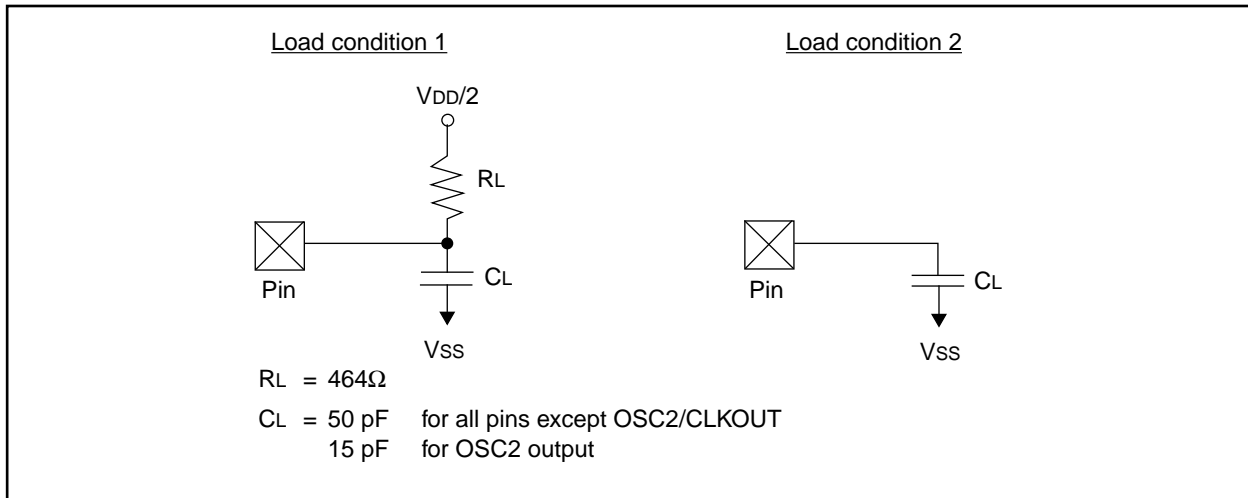 Load condition 1
VDD/2
RL
Pin
CL
VSS
Load condition 2
Pin
CL
VSS
RL = 464Ω
CL = 50 pF for all pins except OSC2/CLKOUT
15 pF for OSC2 output